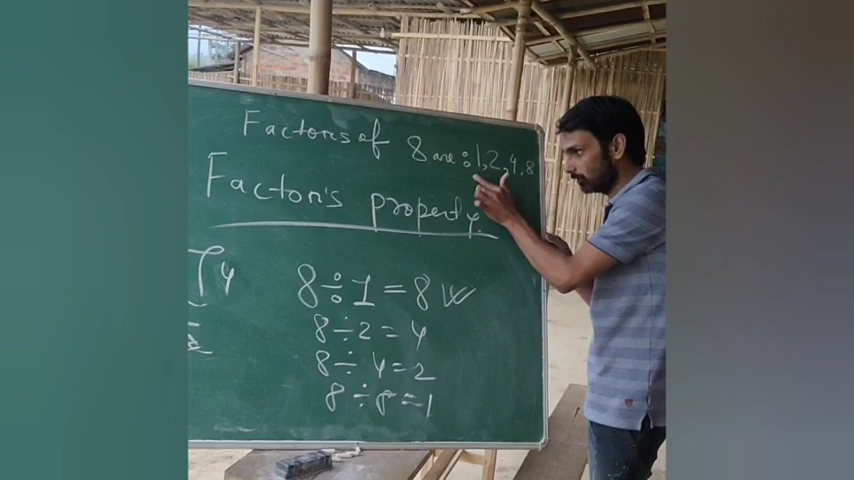 Factors of 8 are : 1, 2, 4, 8
Factor's Property.
8 ÷ 1 = 8
8 ÷ 2 = 4
8 ÷ 4 = 2
8 ÷ 8 = 1